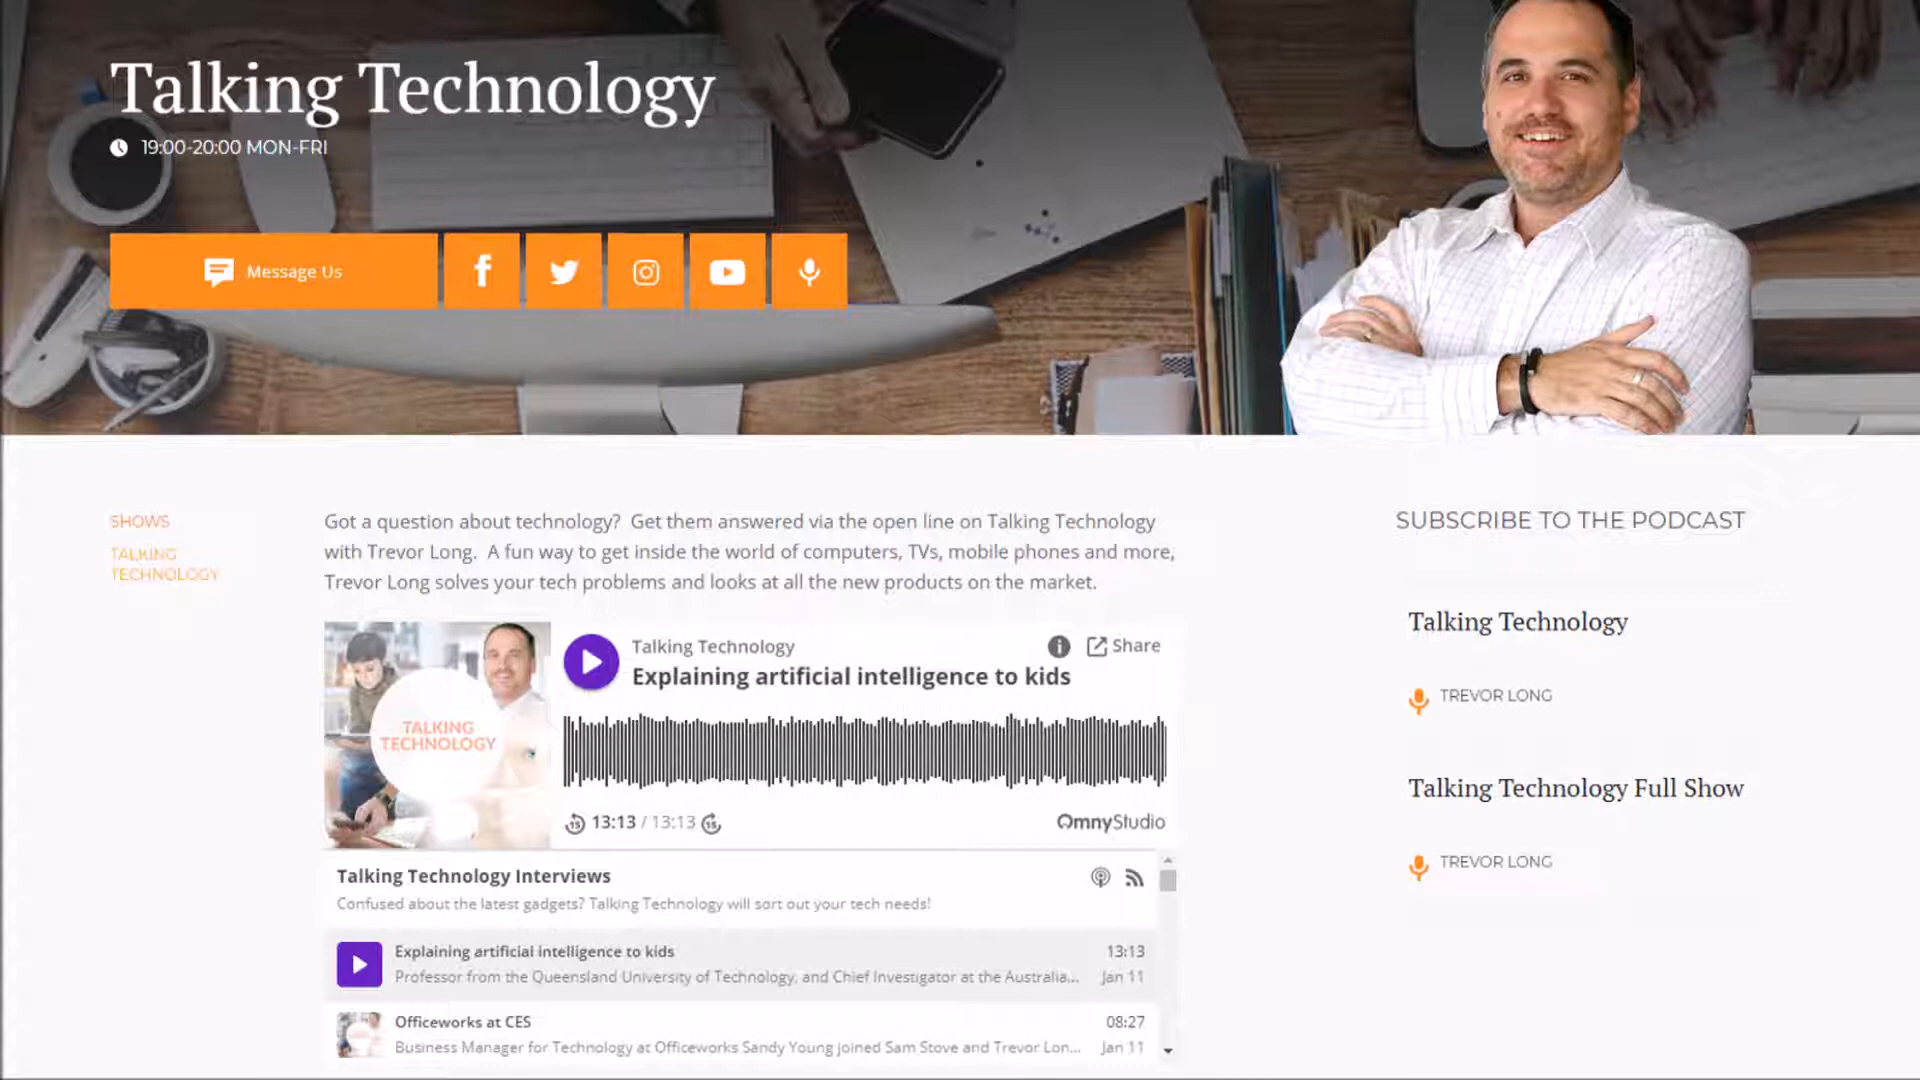 Talking Technology
19:00-20:00 MON-FRI
Message Us
SHOWS
TALKING
TECHNOLOGY
Got a question about technology? Get them answered via the open line on Talking Technology
with Trevor Long. A fun way to get inside the world of computers, TVs, mobile phones and more,
Trevor Long solves your tech problems and looks at all the new products on the market.
TALKING
TECHNOLOGY
Talking Technology
Share
Explaining artificial intelligence to kids
15 13:13 / 13:13 15
OmnyStudio
Talking Technology Interviews
Confused about the latest gadgets? Talking Technology will sort out your tech needs!
Explaining artificial intelligence to kids 13:13
Professor from the Queensland University of Technology, and Chief Investigator at the Australia... Jan 11
Officeworks at CES 08:27
Business Manager for Technology at Officeworks Sandy Young joined Sam Stove and Trevor Lon... Jan 11
SUBSCRIBE TO THE PODCAST
Talking Technology
TREVOR LONG
Talking Technology Full Show
TREVOR LONG